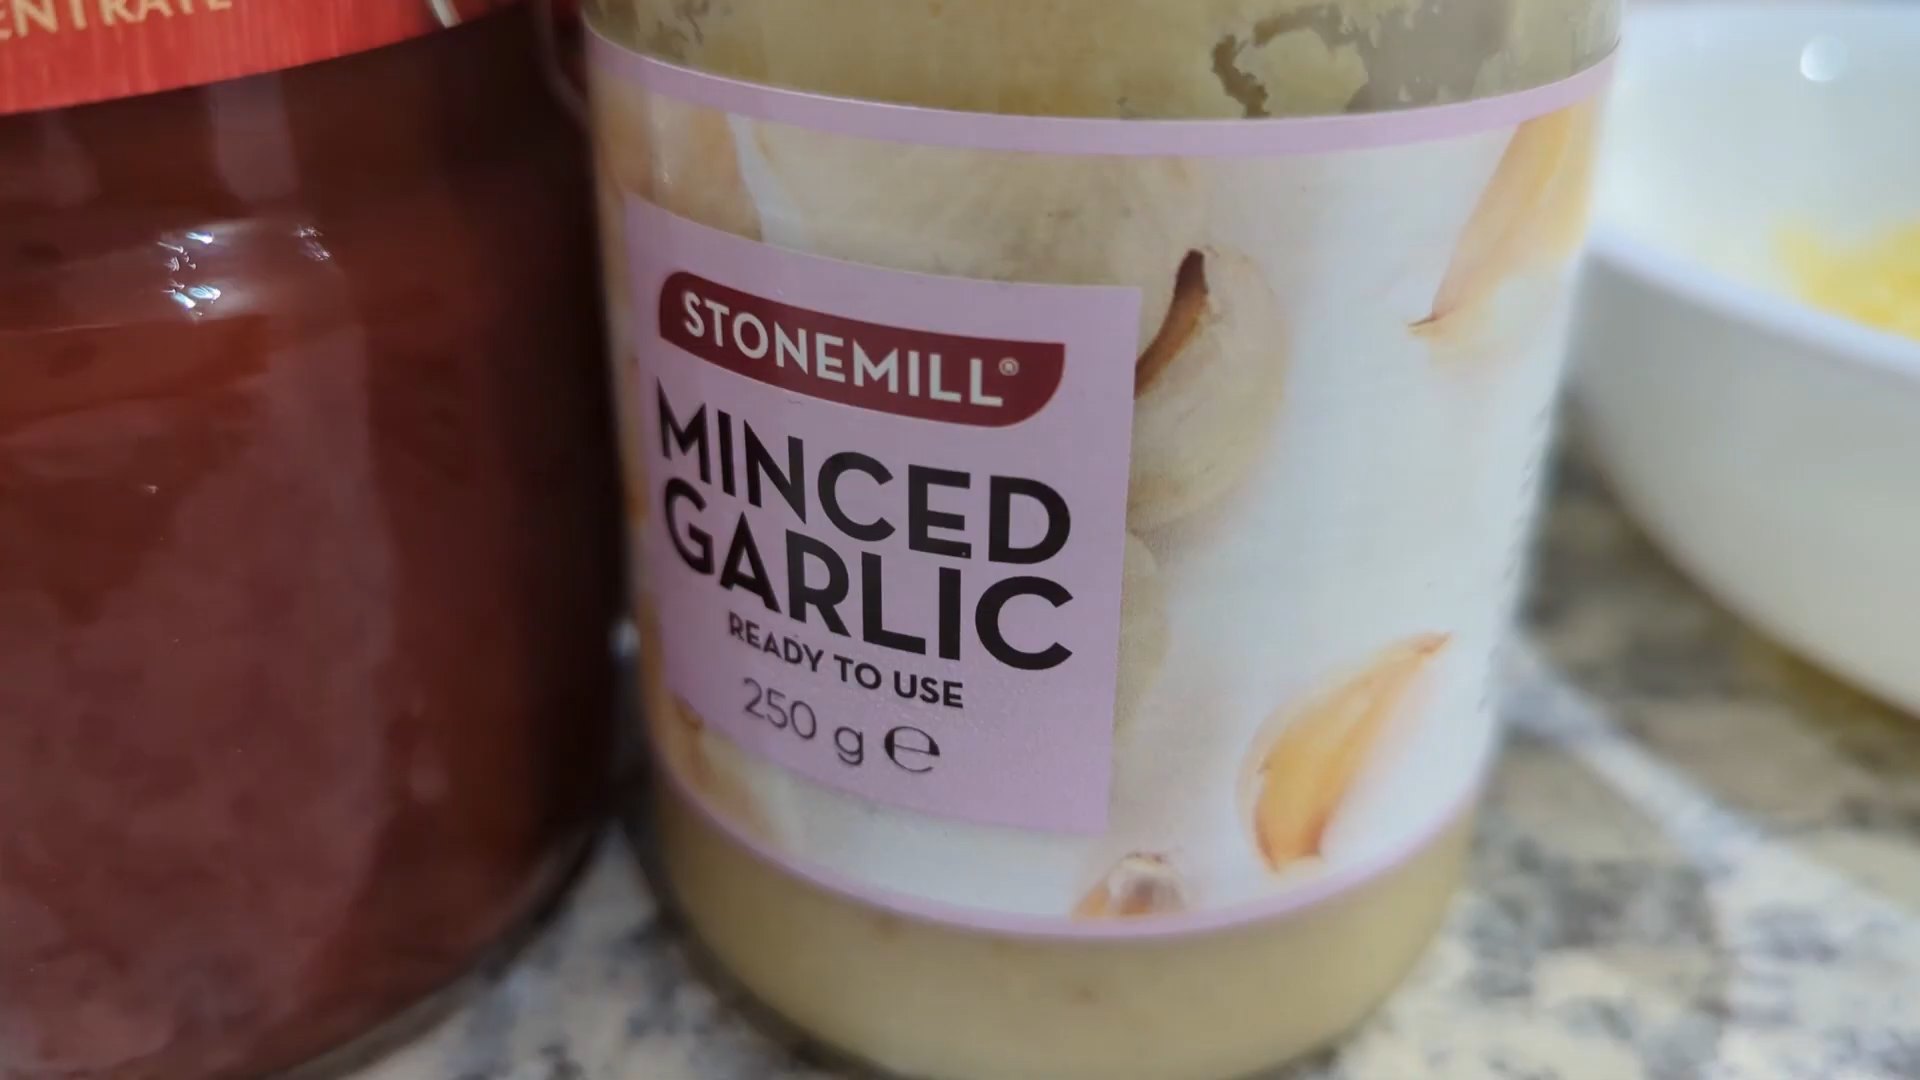 STONEMILL®
MINCED
GARLIC
READY TO USE
250 g ℮